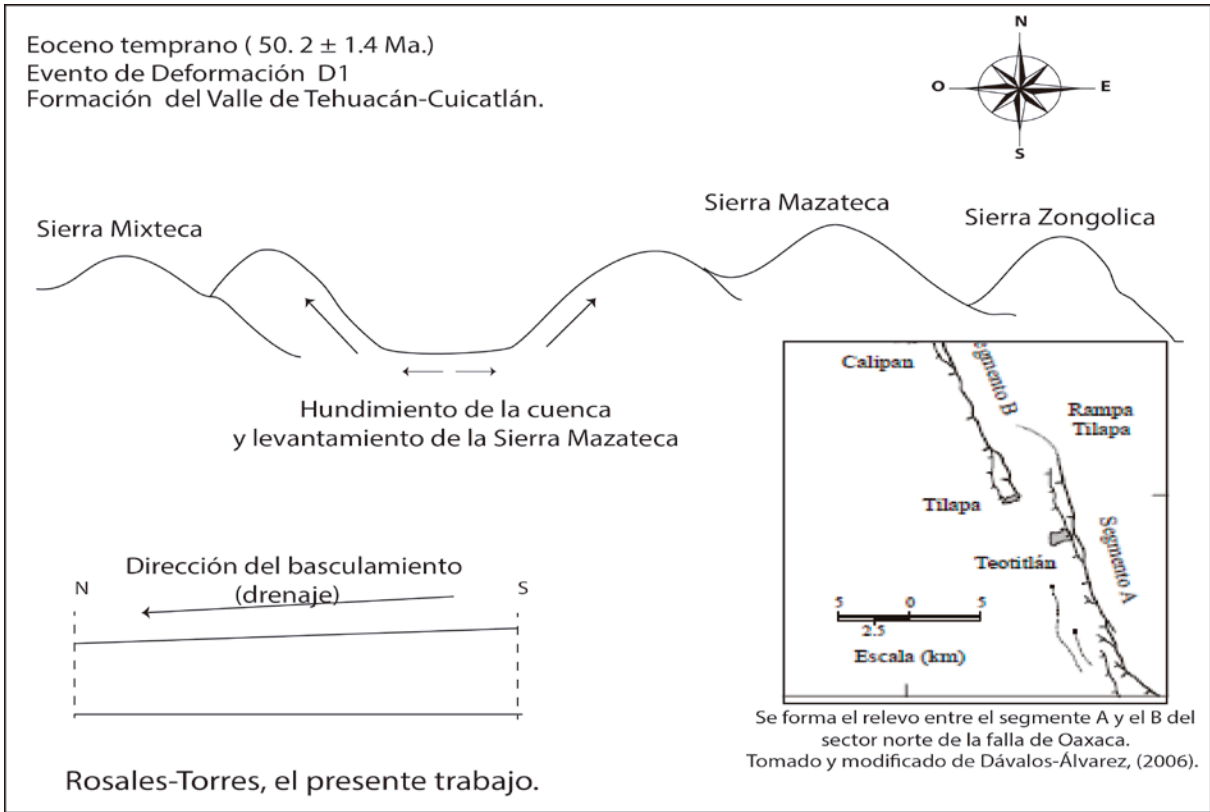 Eoceno temprano ( 50. 2 ± 1.4 Ma.)
Evento de Deformación D1
Formación del Valle de Tehuacán-Cuicatlán.
N
O
E
S
Sierra Mixteca
Sierra Mazateca
Sierra Zongolica
Hundimiento de la cuenca
y levantamiento de la Sierra Mazateca
Dirección del basculamiento
(drenaje)
N
S
Calipan
egmento B
Rampa
Tilapa
Tilapa
Segmento A
Teotitlán
5 0 5
2.5
Escala (km)
Se forma el relevo entre el segmente A y el B del
sector norte de la falla de Oaxaca.
Tomado y modificado de Dávalos-Álvarez, (2006).
Rosales-Torres, el presente trabajo.